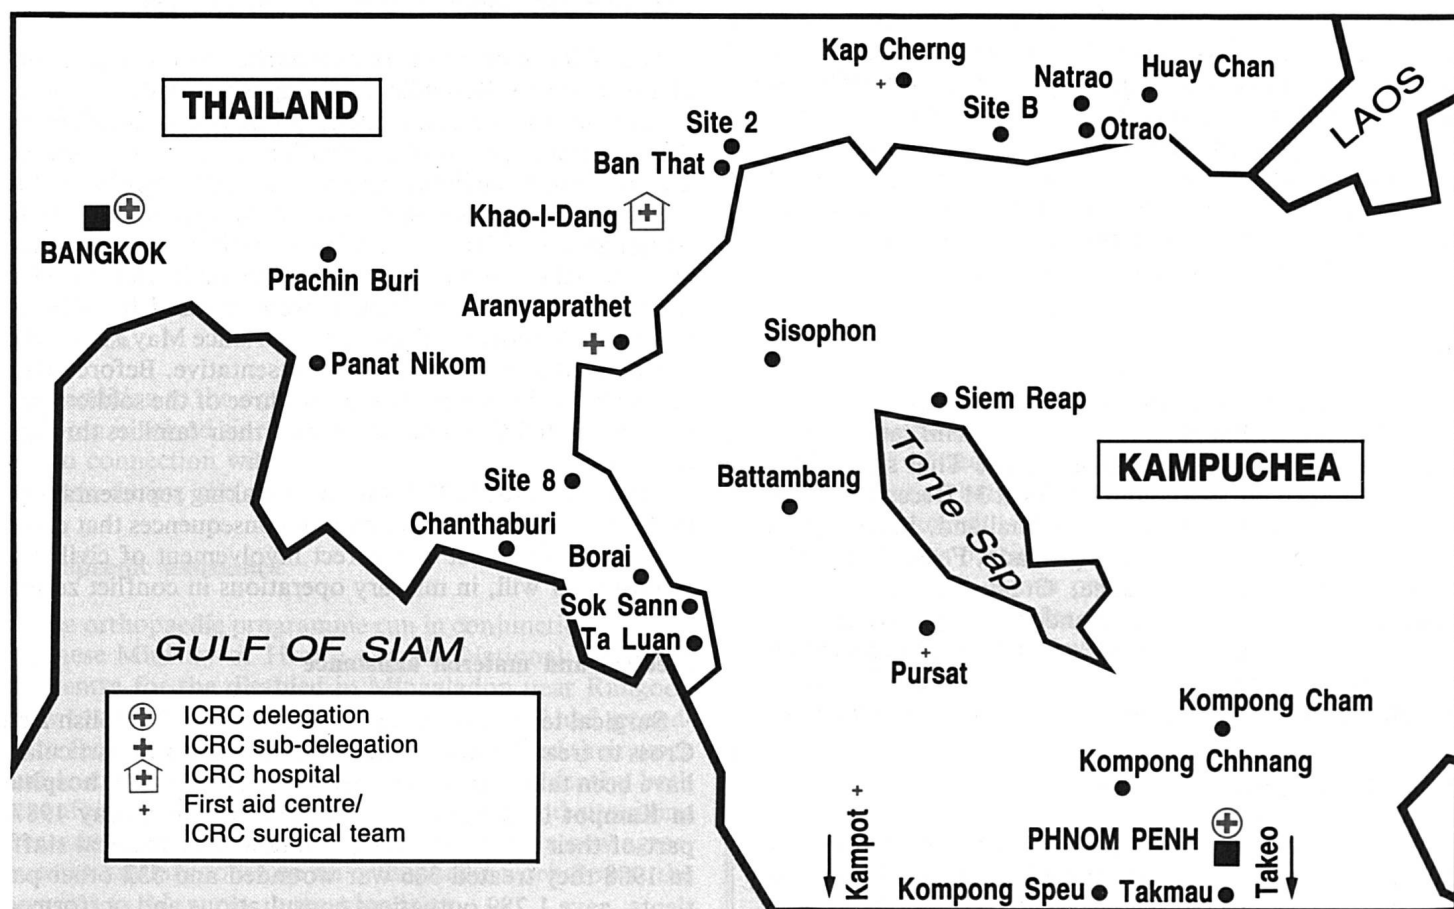 THAILAND
Kap Cherng
Natrao
Huay Chan
Site B
Otrao
LAOS
Site 2
Ban That
Khao-I-Dang
BANGKOK
Prachin Buri
Aranyaprathet
Sisophon
Panat Nikom
Siem Reap
Tonle Sap
KAMPUCHEA
Battambang
Site 8
Chanthaburi
Borai
Sok Sann
Ta Luan
GULF OF SIAM
Pursat
Kompong Cham
Kompong Chhnang
PHNOM PENH
Kampot
Takeo
Kompong Speu
Takmau
ICRC delegation
ICRC sub-delegation
ICRC hospital
First aid centre/
ICRC surgical team